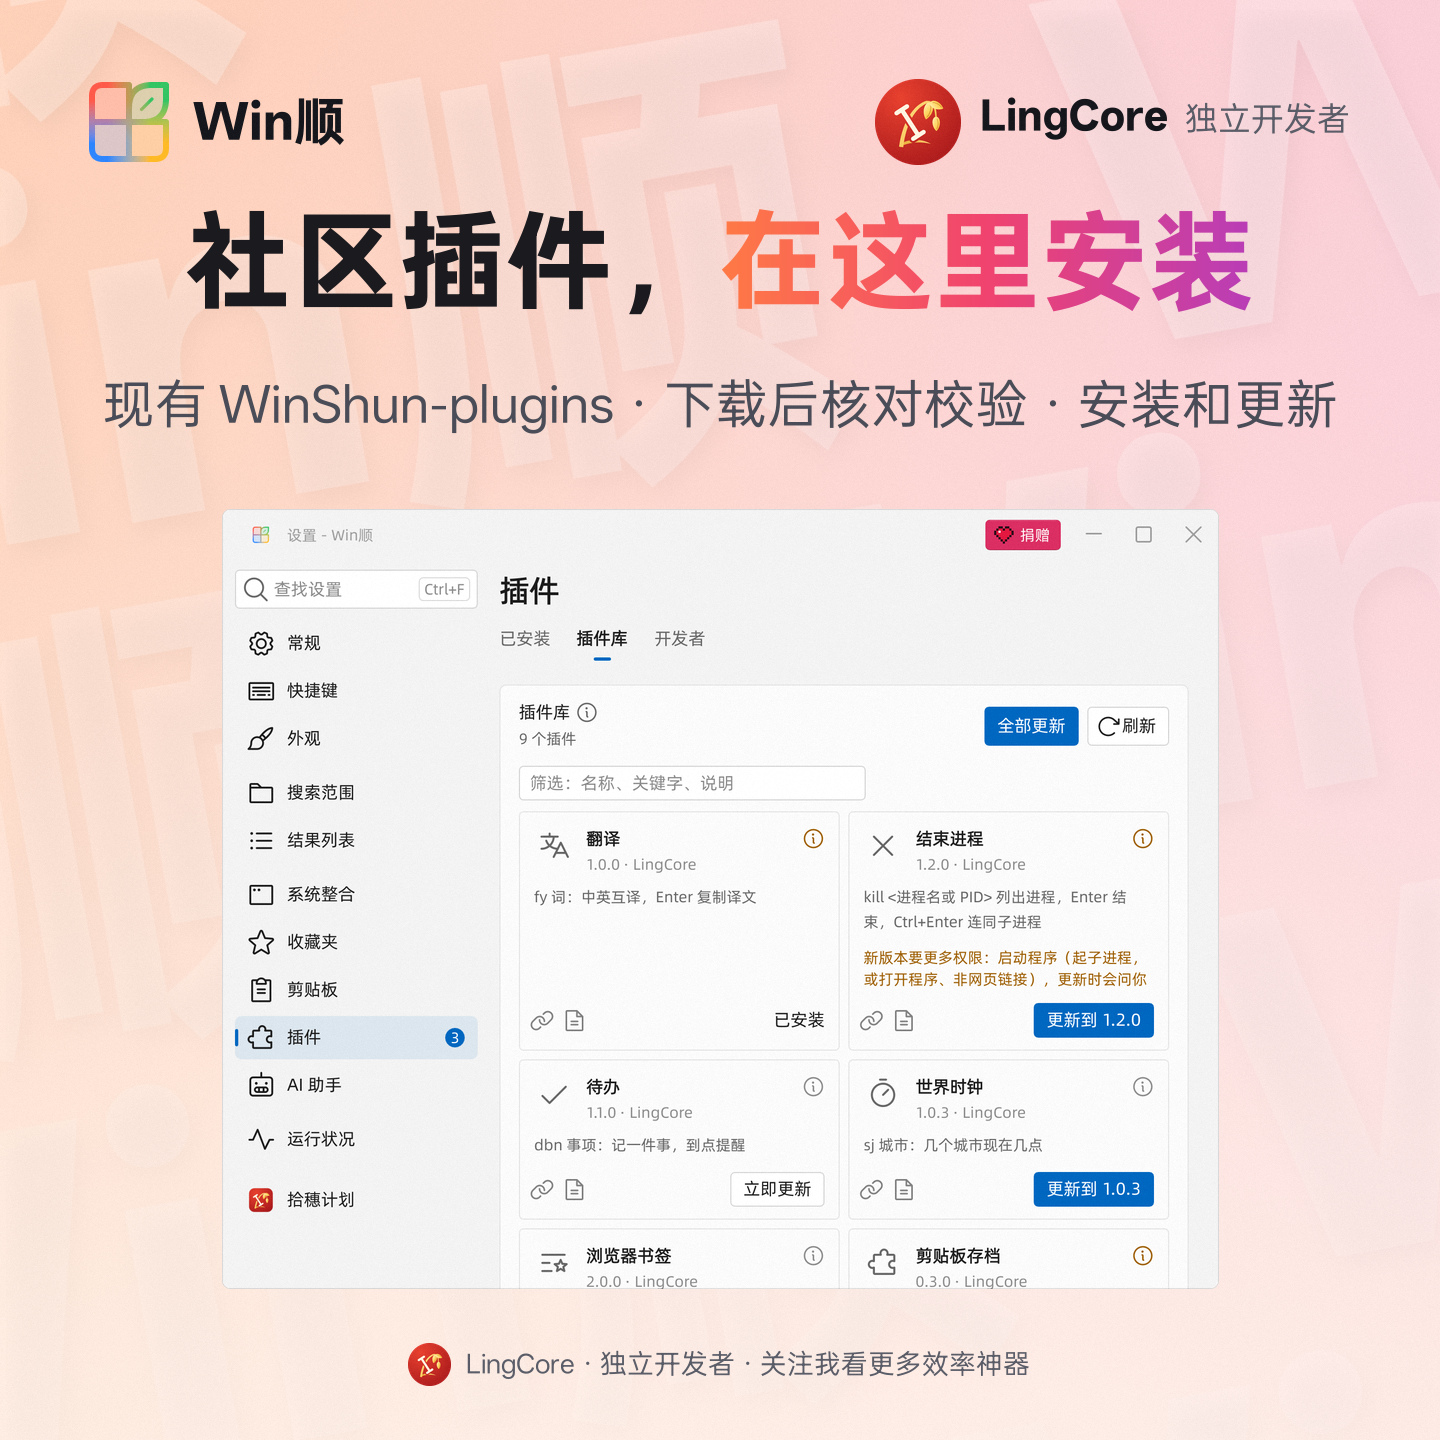 Win顺
LingCore 独立开发者
社区插件，在这里安装
现有 WinShun-plugins · 下载后核对校验 · 安装和更新
设置 - Win顺
捐赠
查找设置 Ctrl+F
常规
快捷键
外观
搜索范围
结果列表
系统整合
收藏夹
剪贴板
插件 3
AI 助手
运行状况
拾穗计划
插件
已安装 插件库 开发者
插件库
9 个插件
全部更新 刷新
筛选：名称、关键字、说明
翻译
1.0.0 · LingCore
fy 词：中英互译，Enter 复制译文
已安装
结束进程
1.2.0 · LingCore
kill <进程名或 PID> 列出进程，Enter 结
束，Ctrl+Enter 连同子进程
新版本要更多权限：启动程序（起子进程，
或打开程序、非网页链接），更新时会问你
更新到 1.2.0
待办
1.1.0 · LingCore
dbn 事项：记一件事，到点提醒
立即更新
世界时钟
1.0.3 · LingCore
sj 城市：几个城市现在几点
更新到 1.0.3
浏览器书签
2.0.0 · LingCore
剪贴板存档
0.3.0 · LingCore
LingCore · 独立开发者 · 关注我看更多效率神器